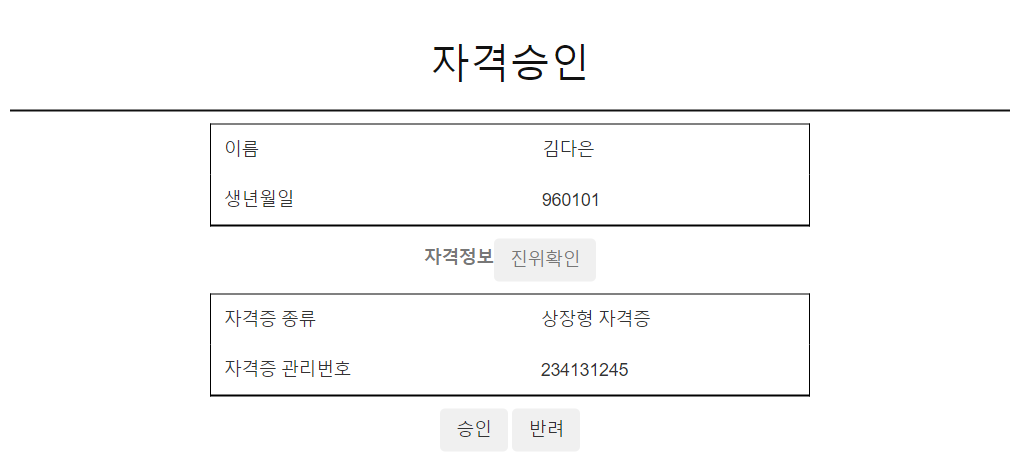 자격승인
이름 김다은
생년월일 960101
자격정보 진위확인
자격증 종류 상장형 자격증
자격증 관리번호 234131245
승인 반려